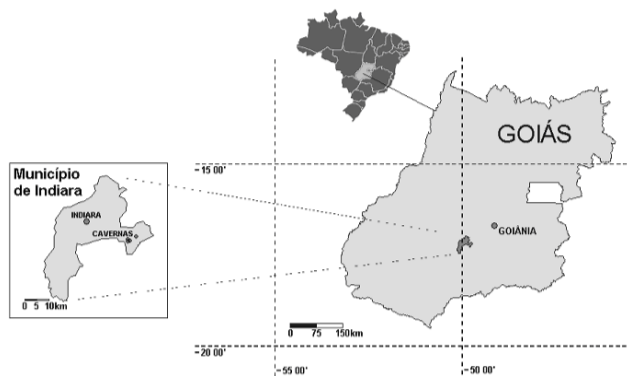 GOIÁS
-15 00'
Município
de Indiara
INDIARA
CAVERNAS
GOIÂNIA
0 5 10km
0 75 150km
-20 00'
-55 00'
-50 00'